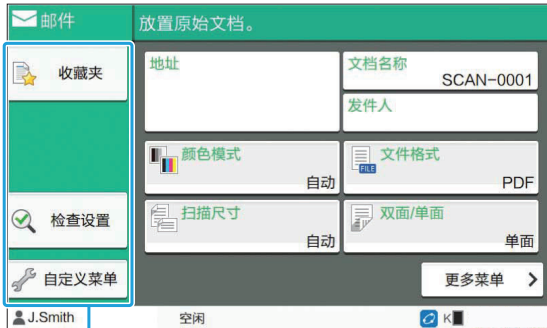 邮件
放置原始文档。
收藏夹
检查设置
自定义菜单
地址
文档名称
SCAN-0001
发件人
颜色模式
自动
FILE
文件格式
PDF
扫描尺寸
自动
双面/单面
单面
更多菜单
J.Smith
空闲
K